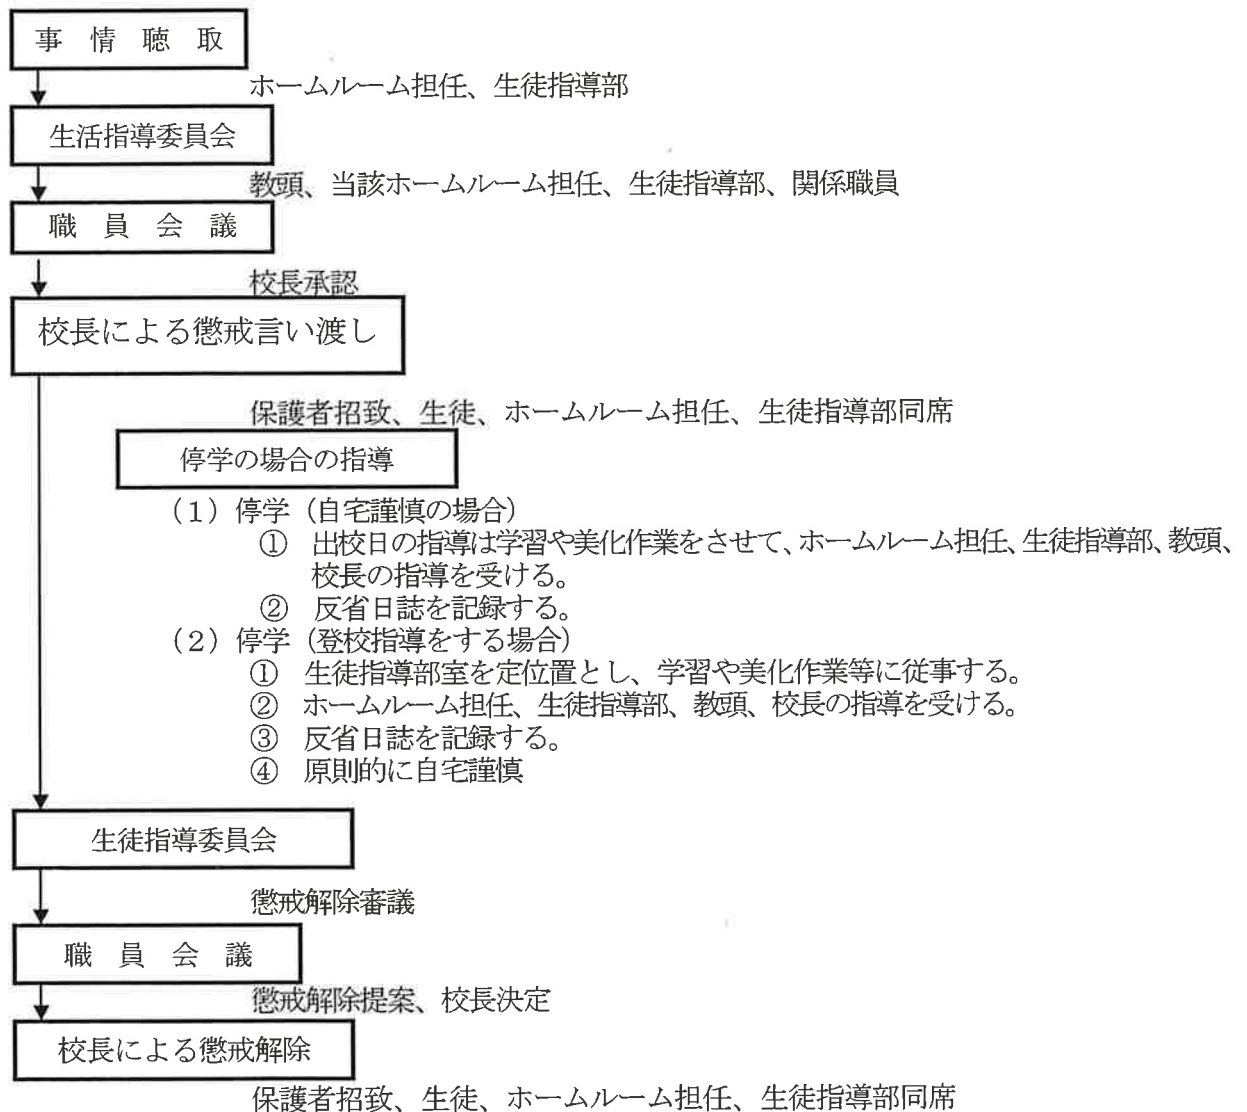 事 情 聴 取
ホームルーム担任、生徒指導部
生活指導委員会
教頭、当該ホームルーム担任、生徒指導部、関係職員
職 員 会 議
校長承認
校長による懲戒言い渡し
保護者招致、生徒、ホームルーム担任、生徒指導部同席
停学の場合の指導
(1)停学(自宅謹慎の場合)
① 出校日の指導は学習や美化作業をさせて、ホームルーム担任、生徒指導部、教頭、
校長の指導を受ける。
② 反省日誌を記録する。
(2)停学(登校指導をする場合)
① 生徒指導部室を定位置とし、学習や美化作業等に従事する。
② ホームルーム担任、生徒指導部、教頭、校長の指導を受ける。
③ 反省日誌を記録する。
④ 原則的に自宅謹慎
生徒指導委員会
懲戒解除審議
職 員 会 議
懲戒解除提案、校長決定
校長による懲戒解除
保護者招致、生徒、ホームルーム担任、生徒指導部同席